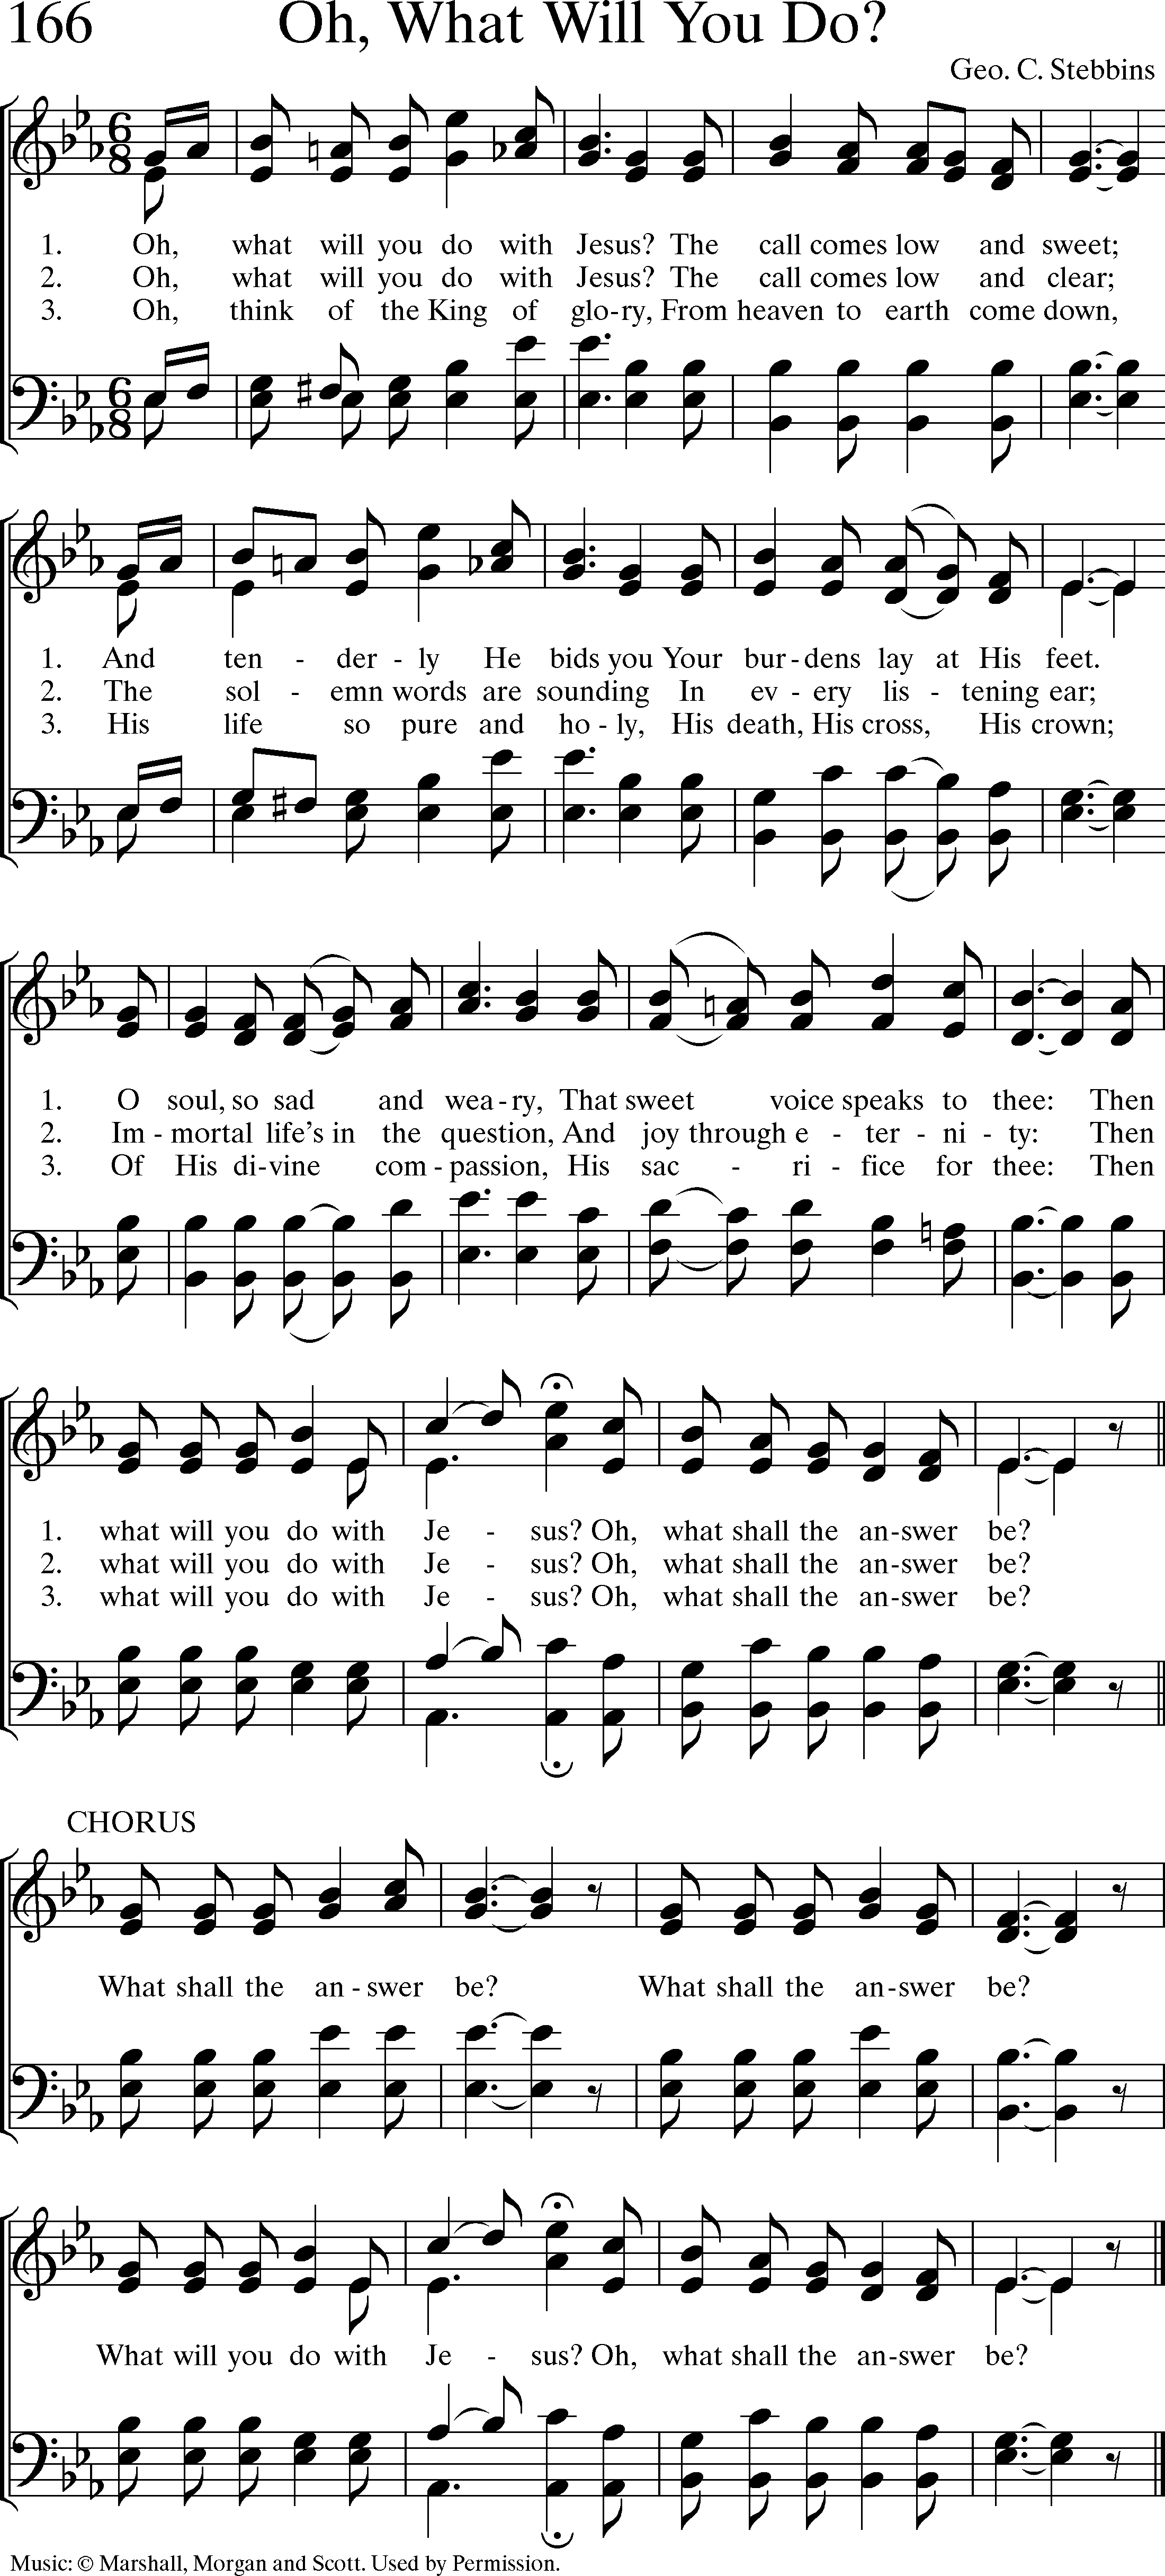 166 Oh, What Will You Do?
Geo. C. Stebbins
6 8
1. Oh, what will you do with Jesus? The call comes low and sweet;
2. Oh, what will you do with Jesus? The call comes low and clear;
3. Oh, think of the King of glo-ry, From heaven to earth come down,
6 8
1. And ten - der - ly He bids you Your bur - dens lay at His feet.
2. The sol - emn words are sounding In ev - ery lis - tening ear;
3. His life so pure and ho - ly, His death, His cross, His crown;
1. O soul, so sad and wea - ry, That sweet voice speaks to thee: Then
2. Im - mortal life's in the question, And joy through e - ter - ni - ty: Then
3. Of His di-vine com - passion, His sac - ri - fice for thee: Then
1. what will you do with Je - sus? Oh, what shall the an-swer be?
2. what will you do with Je - sus? Oh, what shall the an-swer be?
3. what will you do with Je - sus? Oh, what shall the an-swer be?
CHORUS
What shall the an - swer be? What shall the an-swer be?
What will you do with Je - sus? Oh, what shall the an-swer be?
Music: © Marshall, Morgan and Scott. Used by Permission.